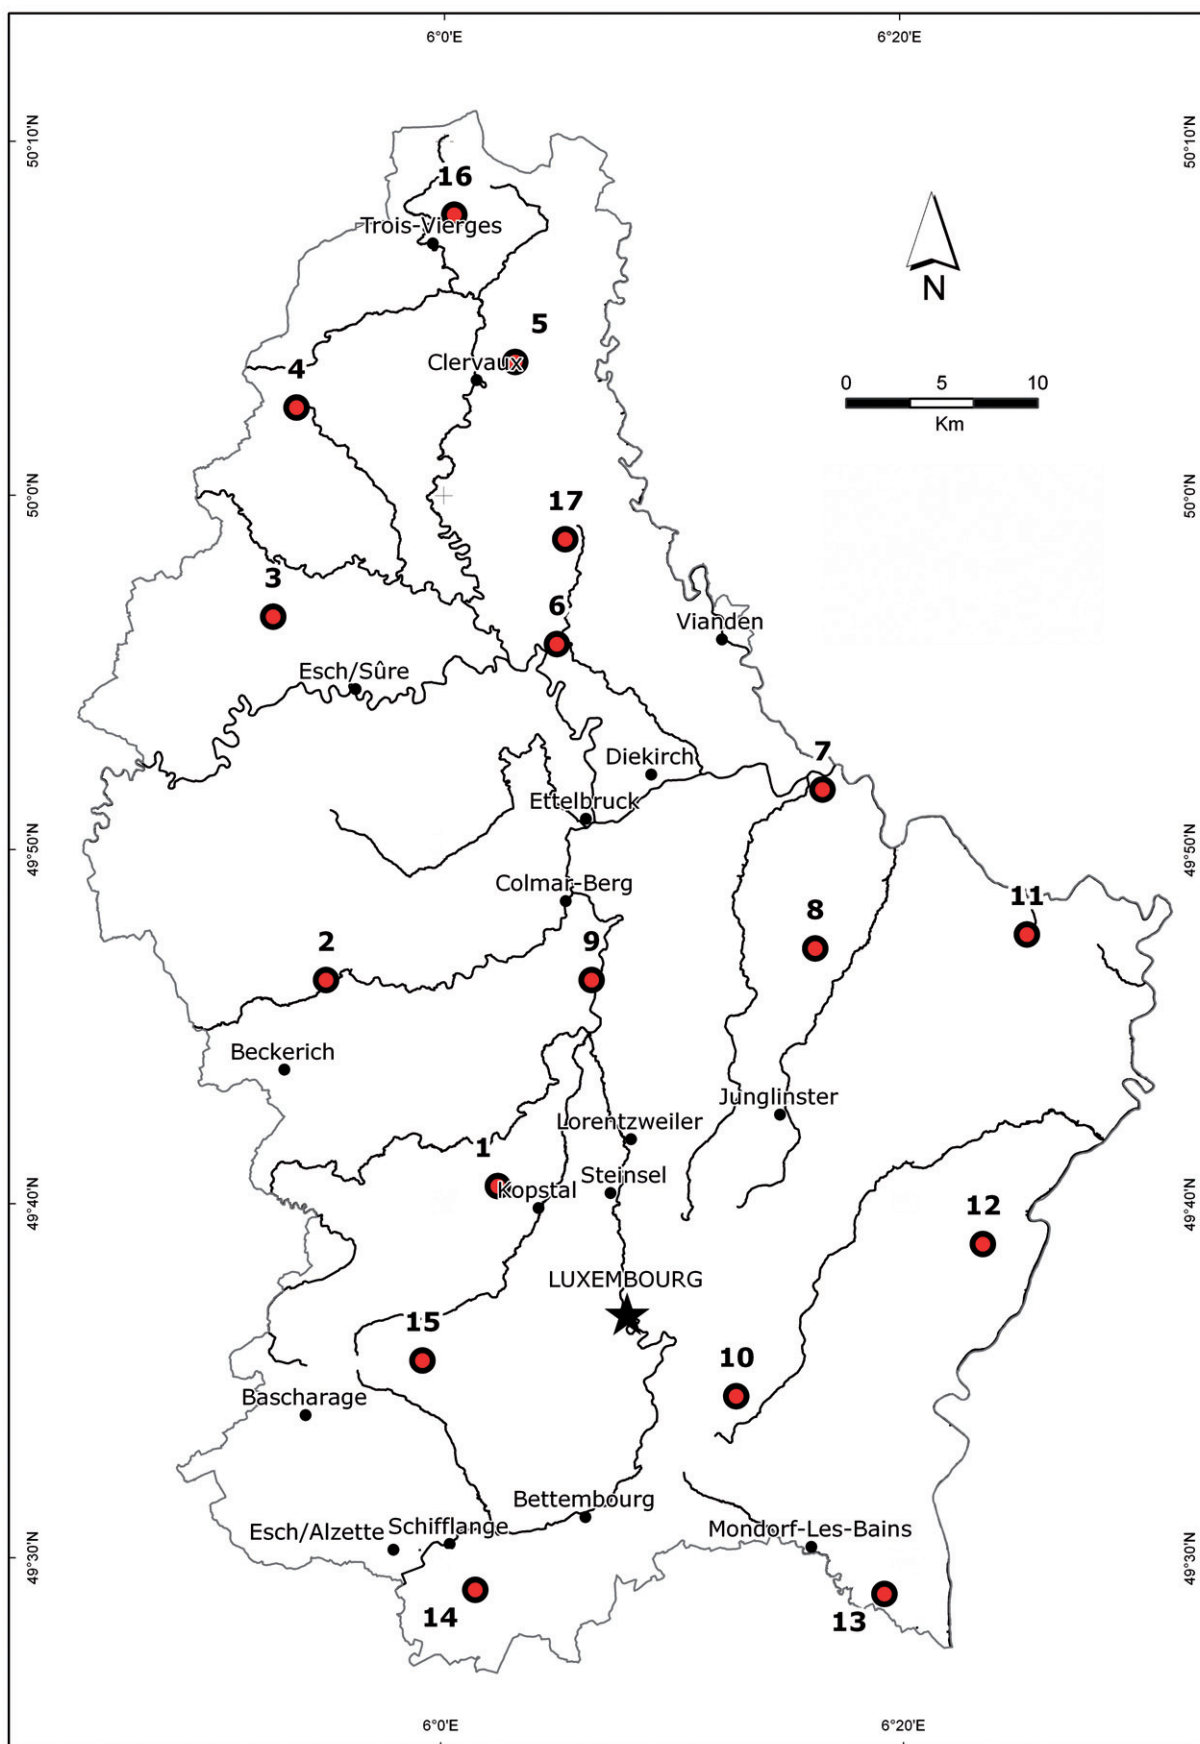 6°0'E
6°20'E
50°10'N
50°10'N
16
Trois-Vierges
N
5
Clervaux
4
0
5
10
Km
50°0'N
50°0'N
17
3
6
Vianden
Esch/Sûre
7
Diekirch
Ettelbruck
49°50'N
49°50'N
Colmar-Berg
11
8
2
9
Beckerich
Junglinster
Lorentzweiler
1
Steinsel
Kopstal
49°40'N
49°40'N
12
LUXEMBOURG
15
10
Bascharage
Bettembourg
Esch/Alzette
Schifflange
Mondorf-Les-Bains
49°30'N
49°30'N
14
13
6°0'E
6°20'E